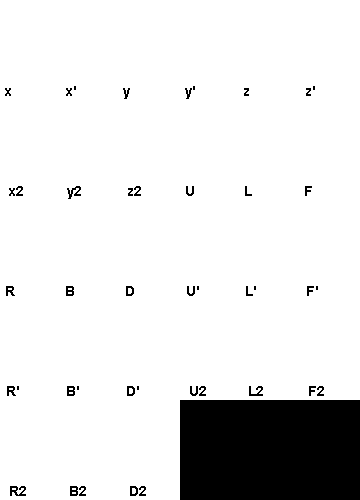 x x' y y' z z'
x2 y2 z2 U L F
R B D U' L' F'
R' B' D' U2 L2 F2
R2 B2 D2